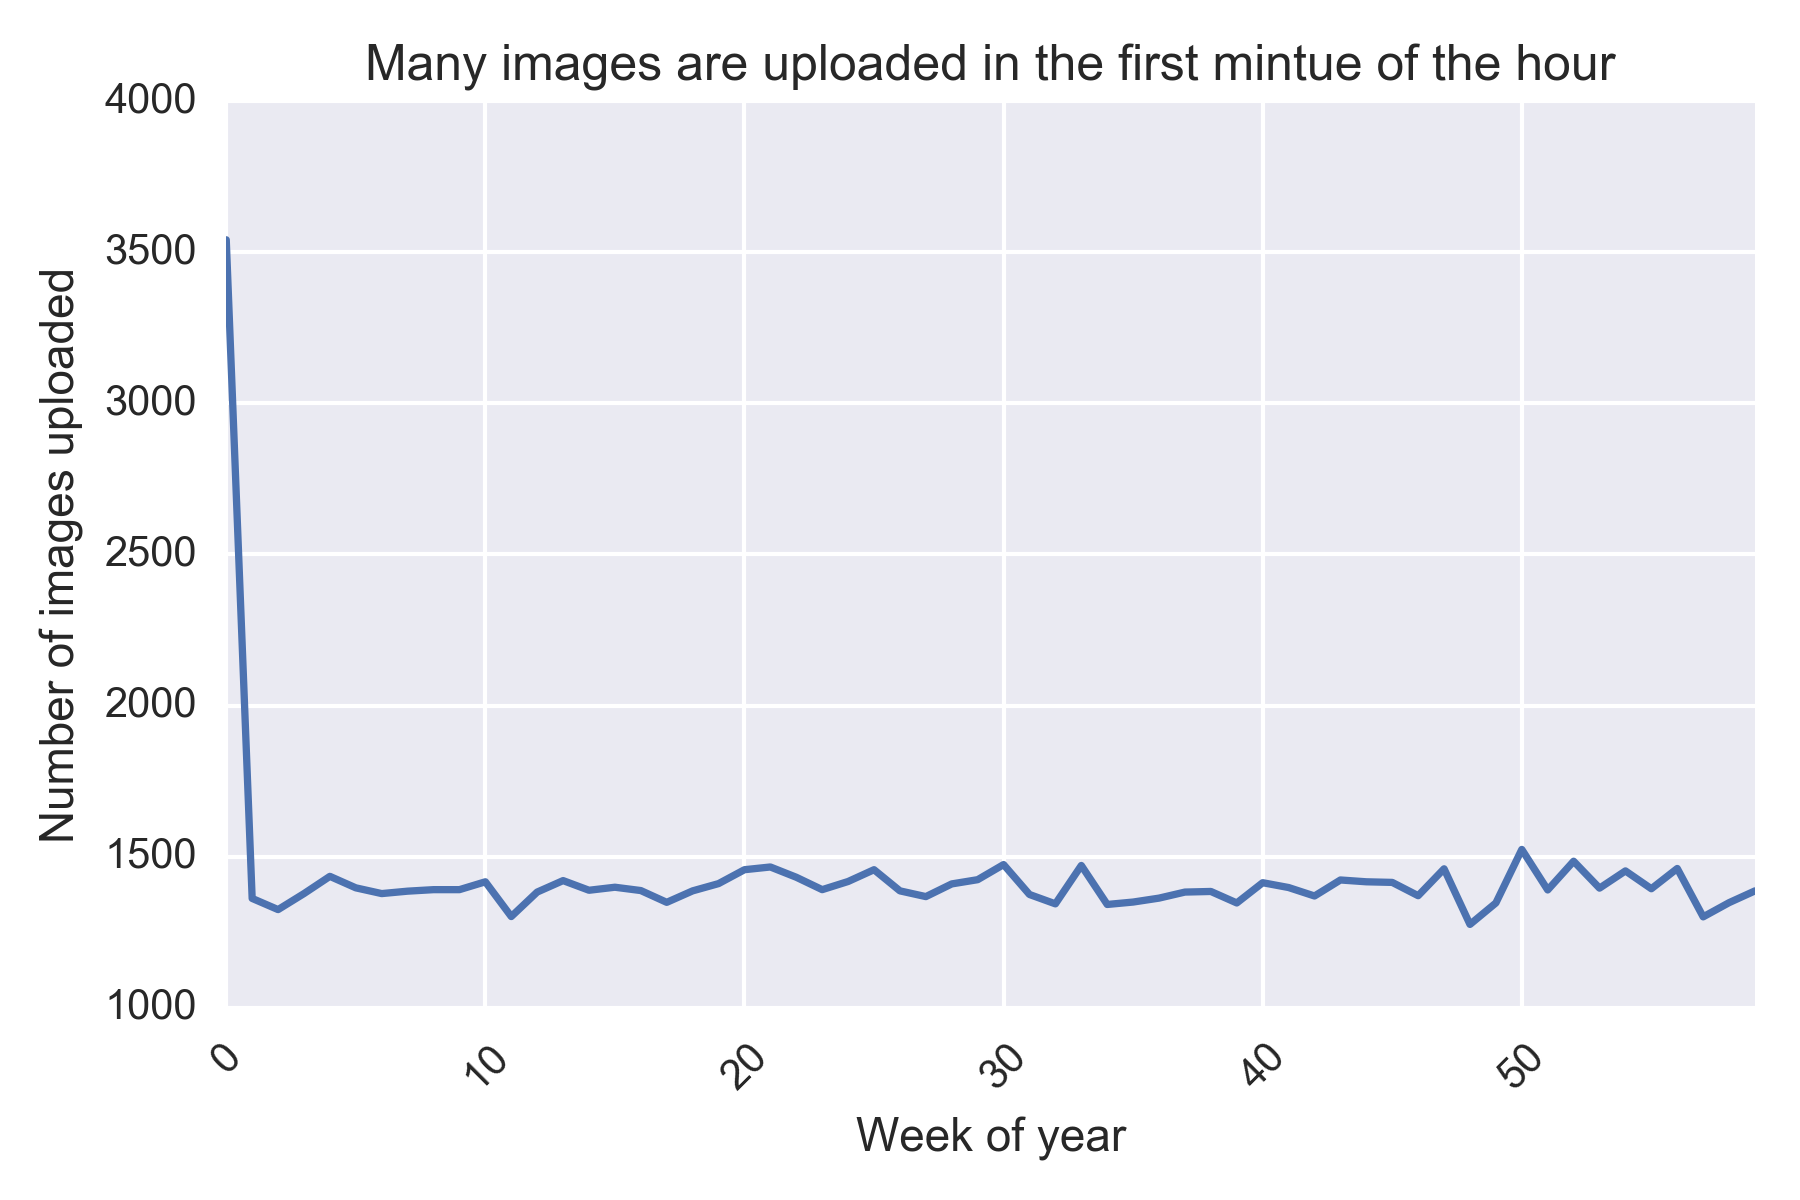 Many images are uploaded in the first mintue of the hour
4000
3500
3000
2500
2000
1500
1000
Number of images uploaded
0 10 20 30 40 50
Week of year